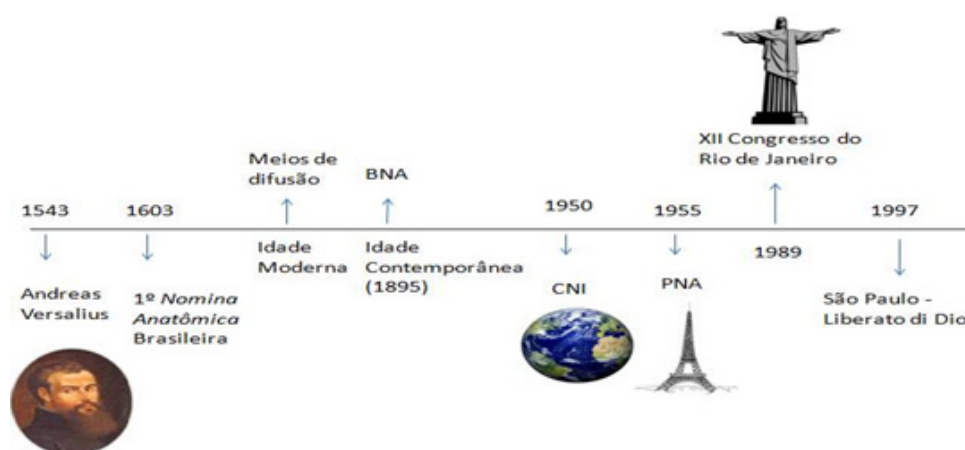 XII Congresso do
Rio de Janeiro
Meios de
difusão
BNA
1543
1603
1950
1955
1997
Idade
Moderna
Idade
Contemporânea
(1895)
1989
Andreas
Versalius
1º Nomina
Anatômica
Brasileira
CNI
PNA
São Paulo -
Liberato di Dio